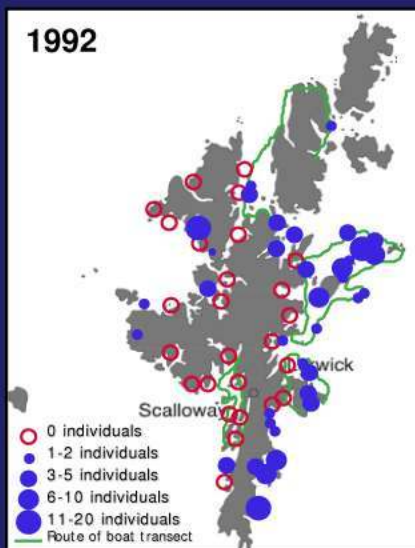 1992
Lerwick
Scalloway
0 individuals
1-2 individuals
3-5 individuals
6-10 individuals
11-20 individuals
Route of boat transect